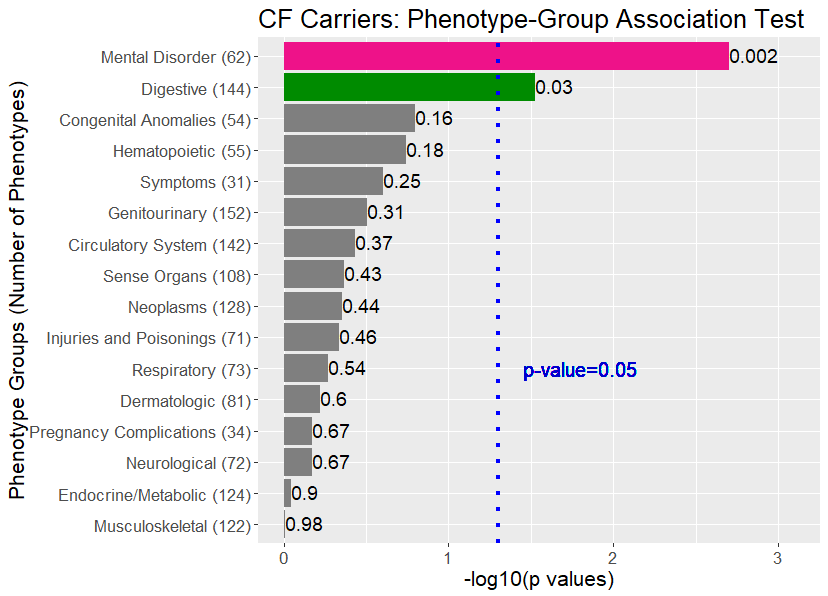 CF Carriers: Phenotype-Group Association Test
Phenotype Groups (Number of Phenotypes)
Mental Disorder (62) 0.002
Digestive (144) 0.03
Congenital Anomalies (54) 0.16
Hematopoietic (55) 0.18
Symptoms (31) 0.25
Genitourinary (152) 0.31
Circulatory System (142) 0.37
Sense Organs (108) 0.43
Neoplasms (128) 0.44
Injuries and Poisonings (71) 0.46
Respiratory (73) 0.54 p-value=0.05
Dermatologic (81) 0.6
Pregnancy Complications (34) 0.67
Neurological (72) 0.67
Endocrine/Metabolic (124) 0.9
Musculoskeletal (122) 0.98
0 1 2 3
-log10(p values)